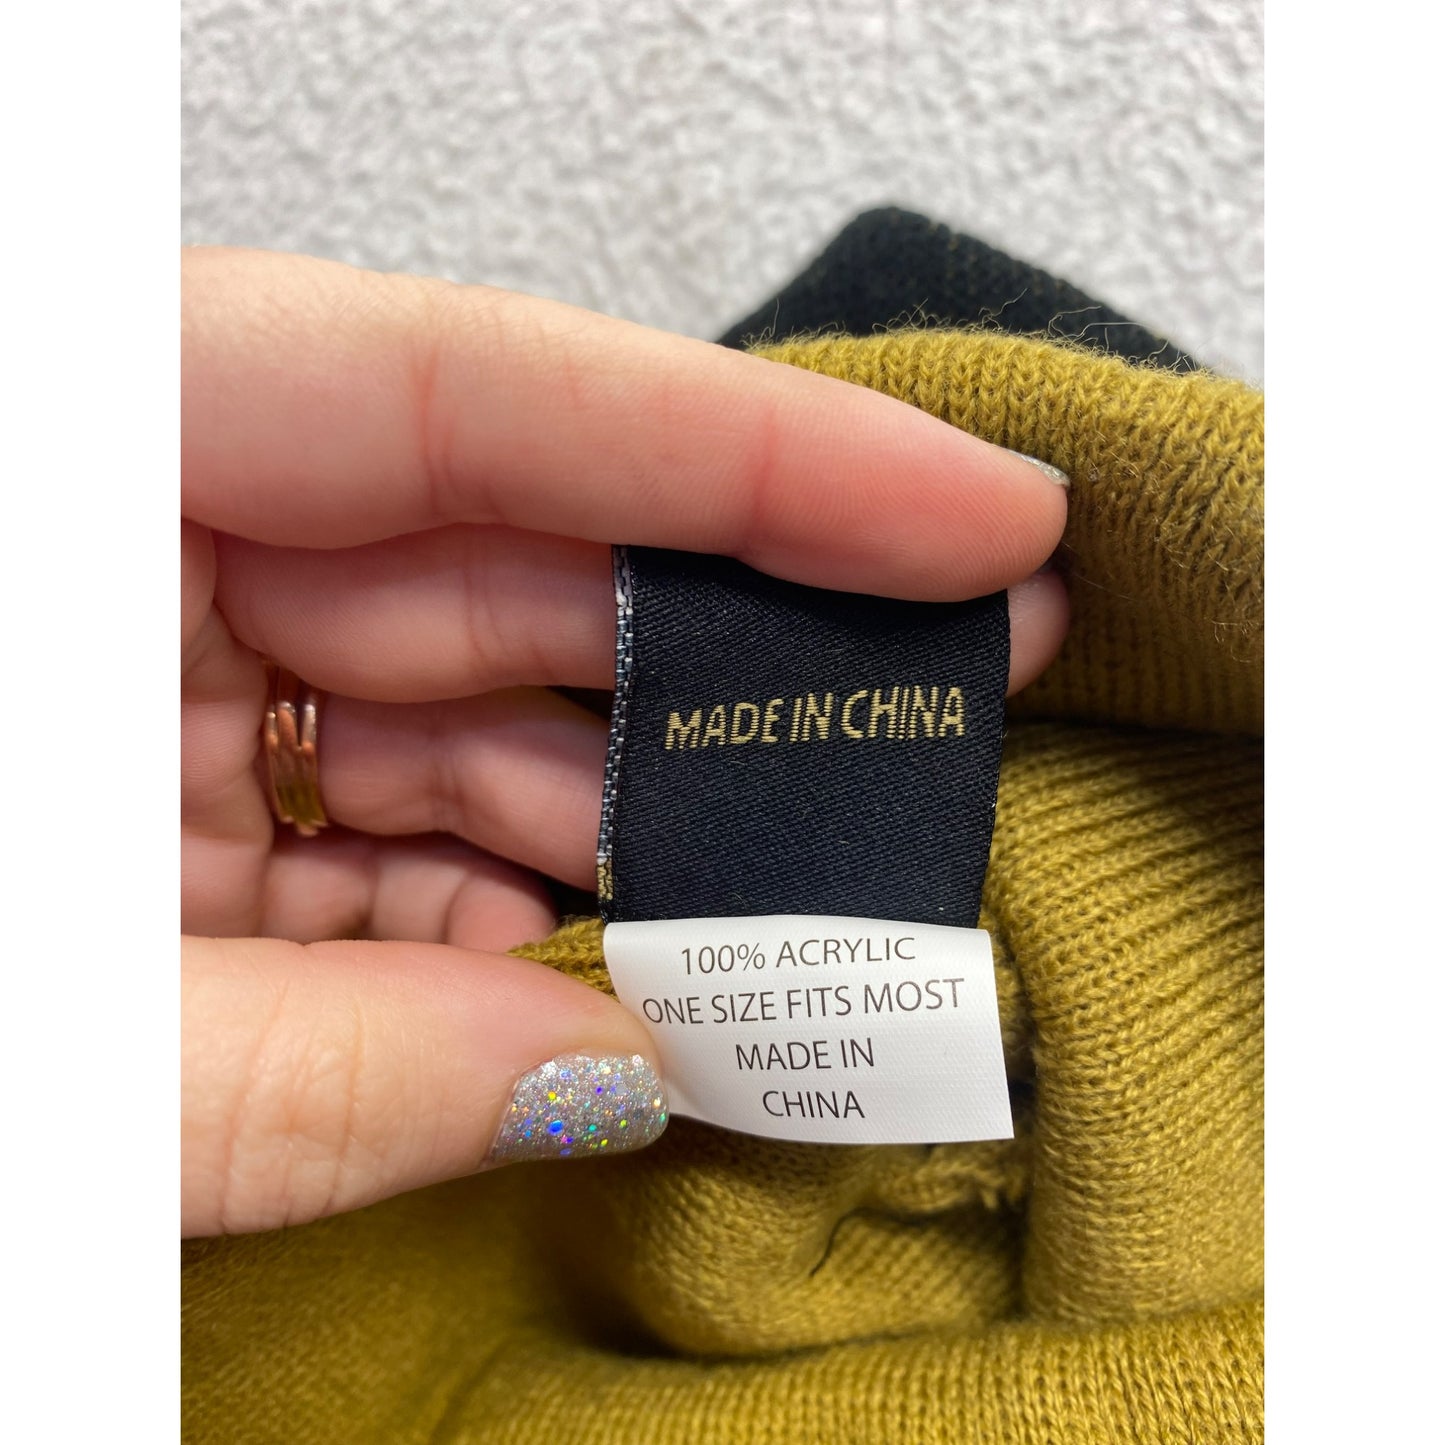 MADE IN CHINA
100% ACRYLIC
ONE SIZE FITS MOST
MADE IN
CHINA